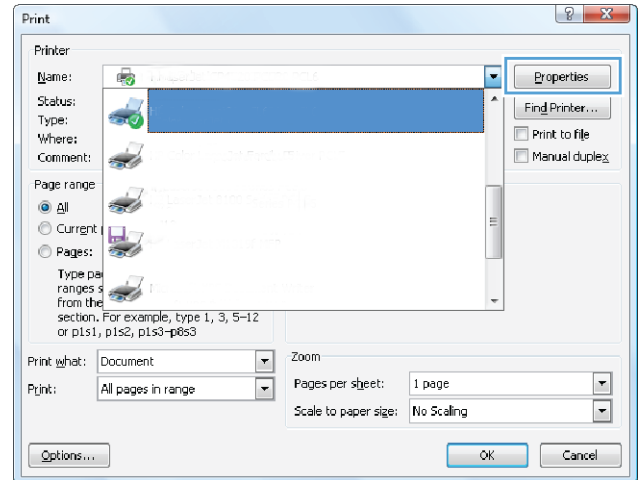 Print
Printer
Name:
Properties
Status:
Find Printer...
Type:
Where:
Print to file
Comment:
Manual duplex
Page range
All
Current
Pages:
Type
ranges
from the
section. For example, type 1, 3, 5–12
or p1s1, p1s2, p1s3–p8s3
Print what: Document
Print: All pages in range
Zoom
Pages per sheet: 1 page
Scale to paper size: No Scaling
Options...
OK
Cancel